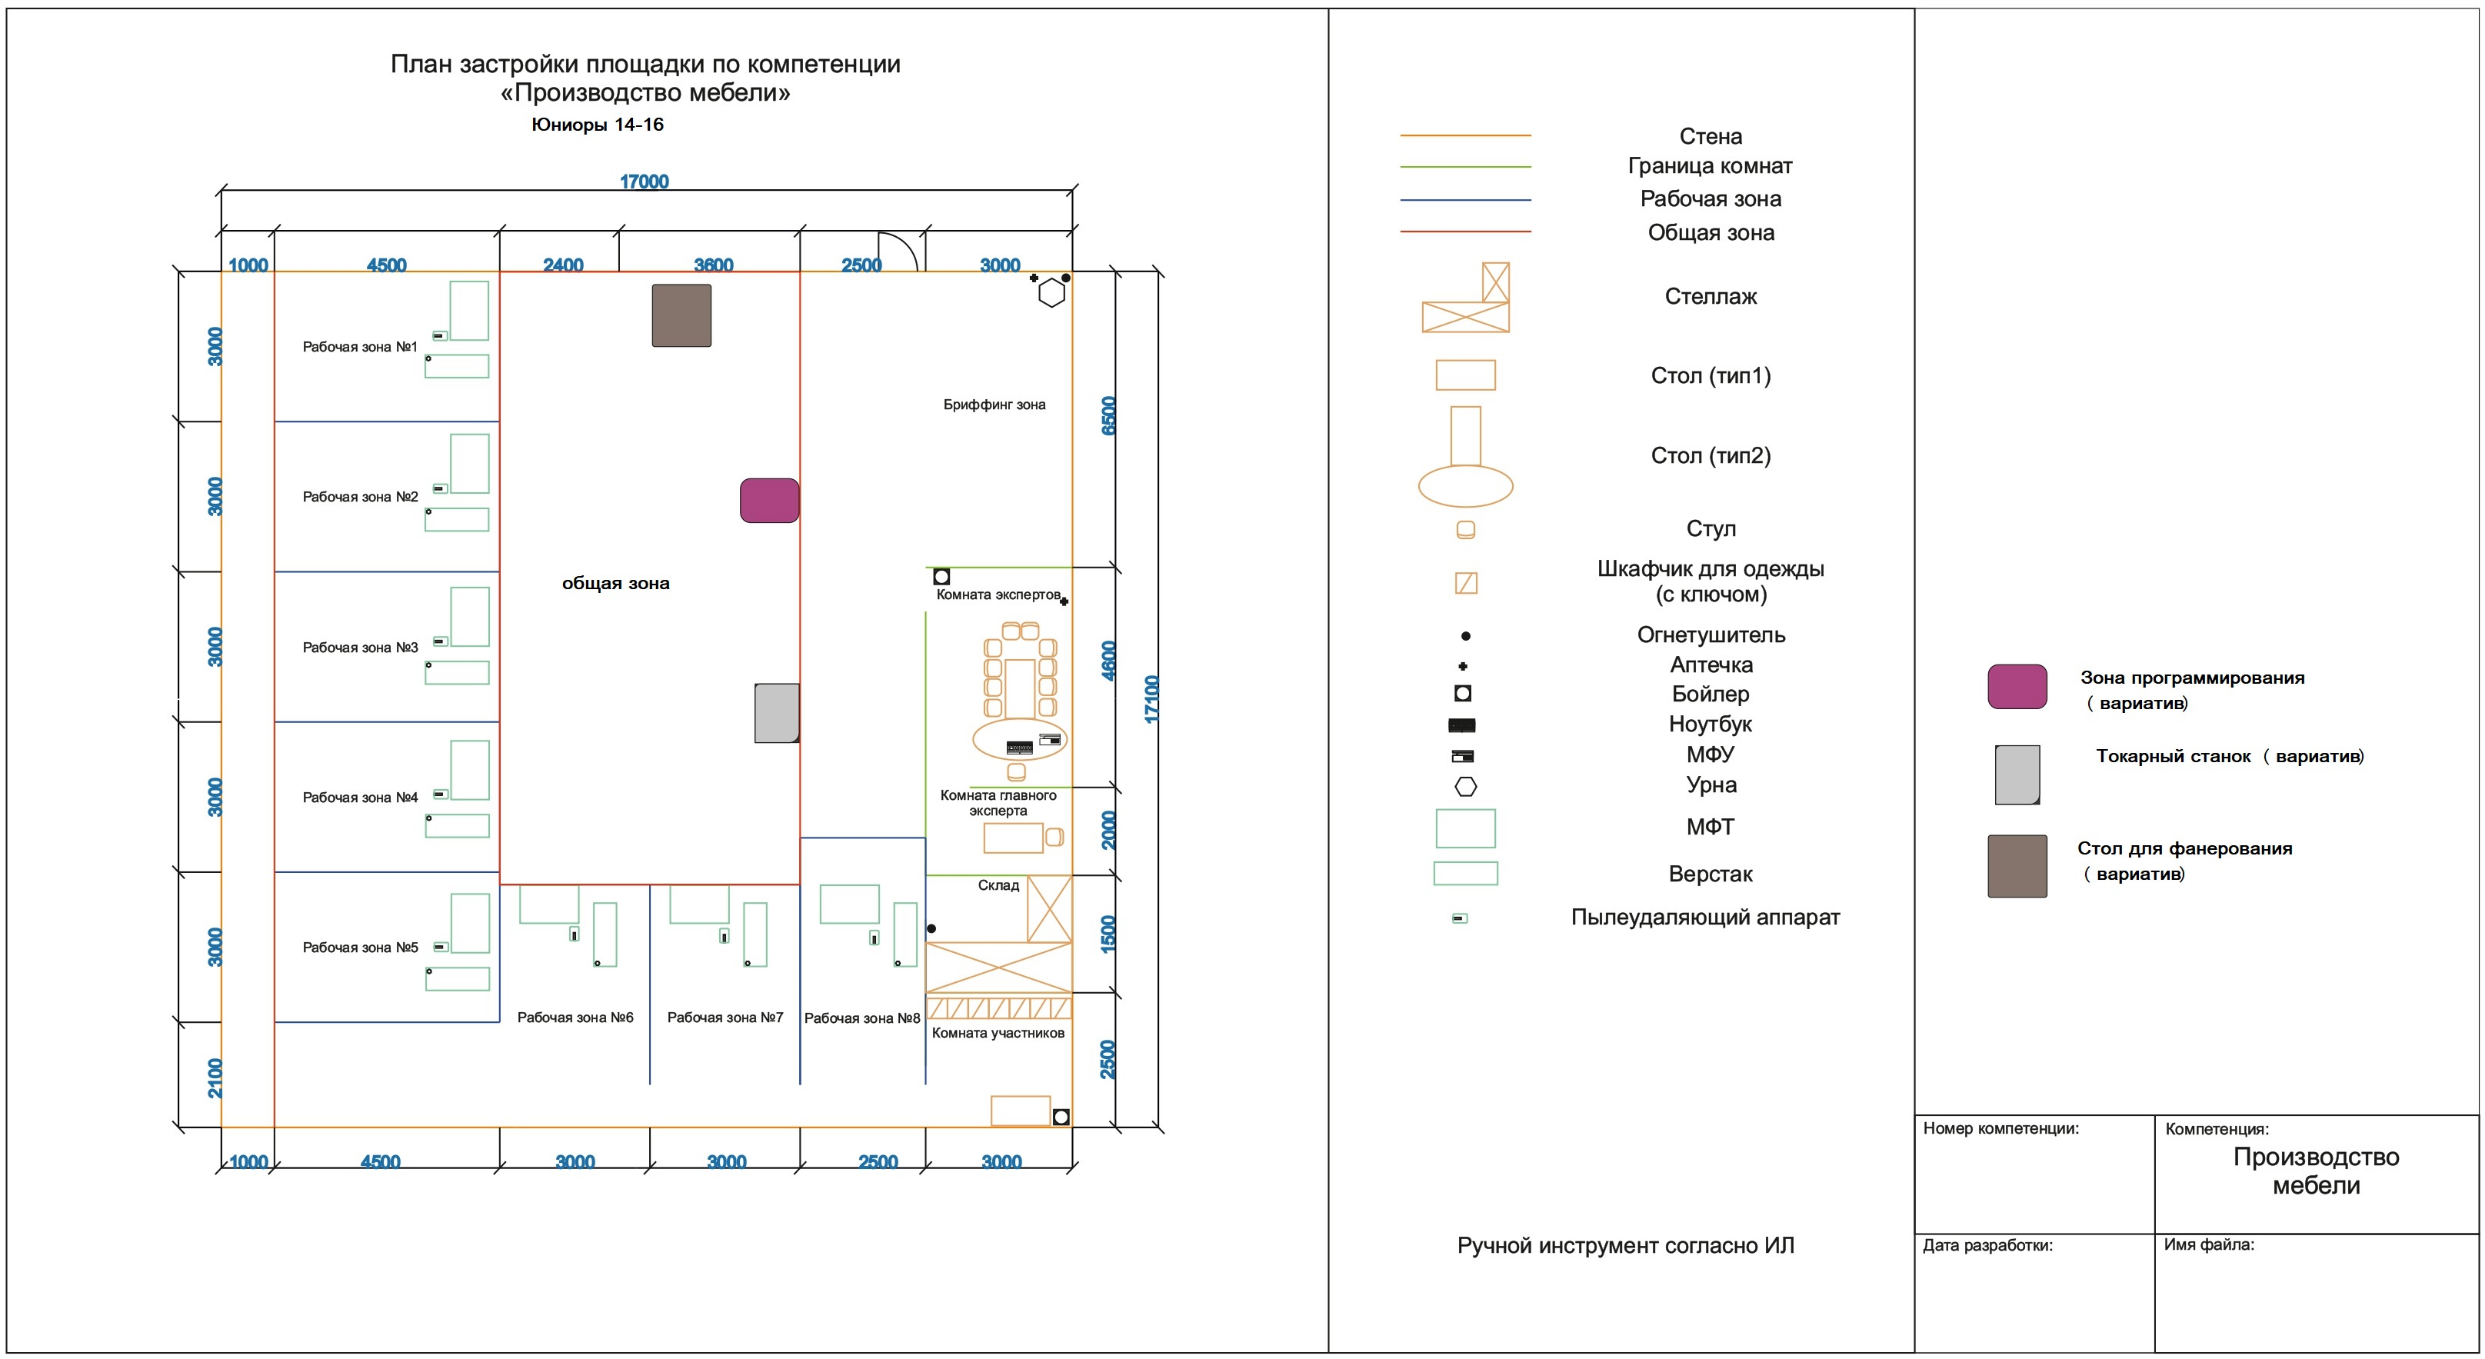 План застройки площадки по компетенции
«Производство мебели»
Юниоры 14-16
17000
1000
4500
2400
3600
2500
3000
3000
3000
3000
3000
3000
2100
6500
4600
2000
1500
2500
17100
1000
4500
3000
3000
2500
3000
Рабочая зона №1
Рабочая зона №2
Рабочая зона №3
Рабочая зона №4
Рабочая зона №5
Рабочая зона №6
Рабочая зона №7
Рабочая зона №8
общая зона
Бриффинг зона
Комната экспертов
Комната главного
эксперта
Склад
Комната участников
Стена
Граница комнат
Рабочая зона
Общая зона
Стеллаж
Стол (тип1)
Стол (тип2)
Стул
Шкафчик для одежды
(с ключом)
Огнетушитель
Аптечка
Бойлер
Ноутбук
МФУ
Урна
МФТ
Верстак
Пылеудаляющий аппарат
Ручной инструмент согласно ИЛ
Зона программирования
( вариатив)
Токарный станок ( вариатив)
Стол для фанерования
( вариатив)
Номер компетенции:
Компетенция:
Производство
мебели
Дата разработки:
Имя файла: